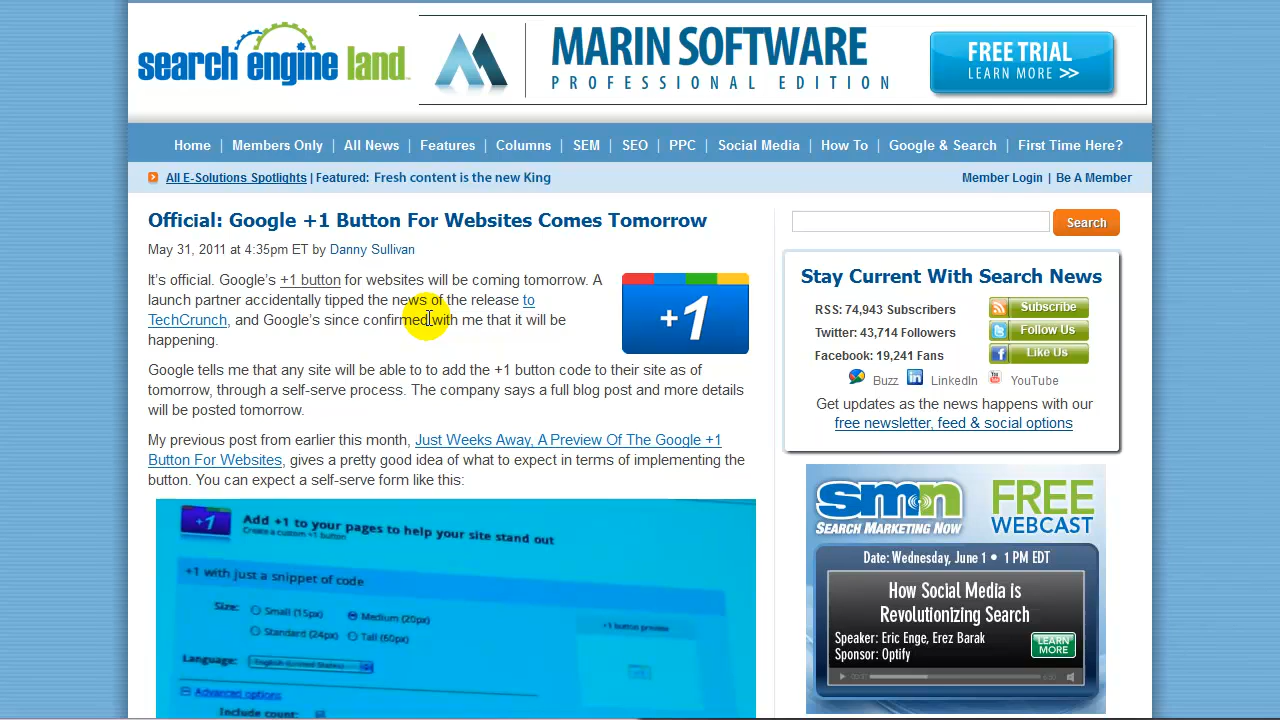 search engine land
MARIN SOFTWARE
PROFESSIONAL EDITION
FREE TRIAL
LEARN MORE >>
Home | Members Only | All News | Features | Columns | SEM | SEO | PPC | Social Media | How To | Google & Search | First Time Here?
All E-Solutions Spotlights | Featured: Fresh content is the new King
Member Login | Be A Member
Official: Google +1 Button For Websites Comes Tomorrow
May 31, 2011 at 4:35pm ET by Danny Sullivan
It's official. Google's +1 button for websites will be coming tomorrow. A
launch partner accidentally tipped the news of the release to
TechCrunch, and Google's since confirmed with me that it will be
happening.
+1
Google tells me that any site will be able to to add the +1 button code to their site as of
tomorrow, through a self-serve process. The company says a full blog post and more details
will be posted tomorrow.
My previous post from earlier this month, Just Weeks Away, A Preview Of The Google +1
Button For Websites, gives a pretty good idea of what to expect in terms of implementing the
button. You can expect a self-serve form like this:
+1
Add +1 to your pages to help your site stand out
Create a custom +1 button
+1 with just a snippet of code
Size:
Small (15px)
Medium (20px)
Standard (24px)
Tall (60px)
+1 button preview
Language:
English (United States)
Advanced options
Include count:
Search
Stay Current With Search News
RSS: 74,943 Subscribers
Subscribe
Twitter: 43,714 Followers
Follow Us
Facebook: 19,241 Fans
Like Us
Buzz LinkedIn YouTube
Get updates as the news happens with our
free newsletter, feed & social options
smn
SEARCH MARKETING NOW
FREE
WEBCAST
Date: Wednesday, June 1 • 1 PM EDT
How Social Media is
Revolutionizing Search
Speaker: Eric Enge, Erez Barak
Sponsor: Optify
LEARN
MORE